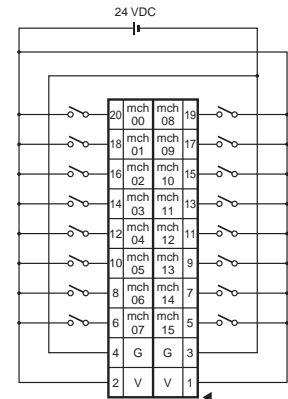 24 VDC
20 mch 00 mch 08 19
18 mch 01 mch 09 17
16 mch 02 mch 10 15
14 mch 03 mch 11 13
12 mch 04 mch 12 11
10 mch 05 mch 13 9
8 mch 06 mch 14 7
6 mch 07 mch 15 5
4 G G 3
2 V V 1